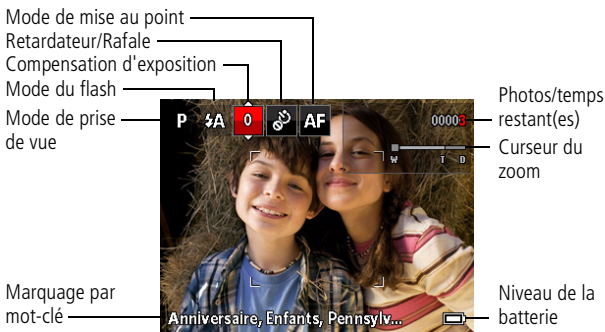 Mode de mise au point
Retardateur/Rafale
Compensation d'exposition
Mode du flash
Mode de prise
de vue
Photos/temps
restant(es)
Curseur du
zoom
P
A
0
AF
00003
W T D
Marquage par
mot-clé
Anniversaire, Enfants, Pennsylv...
Niveau de la
batterie